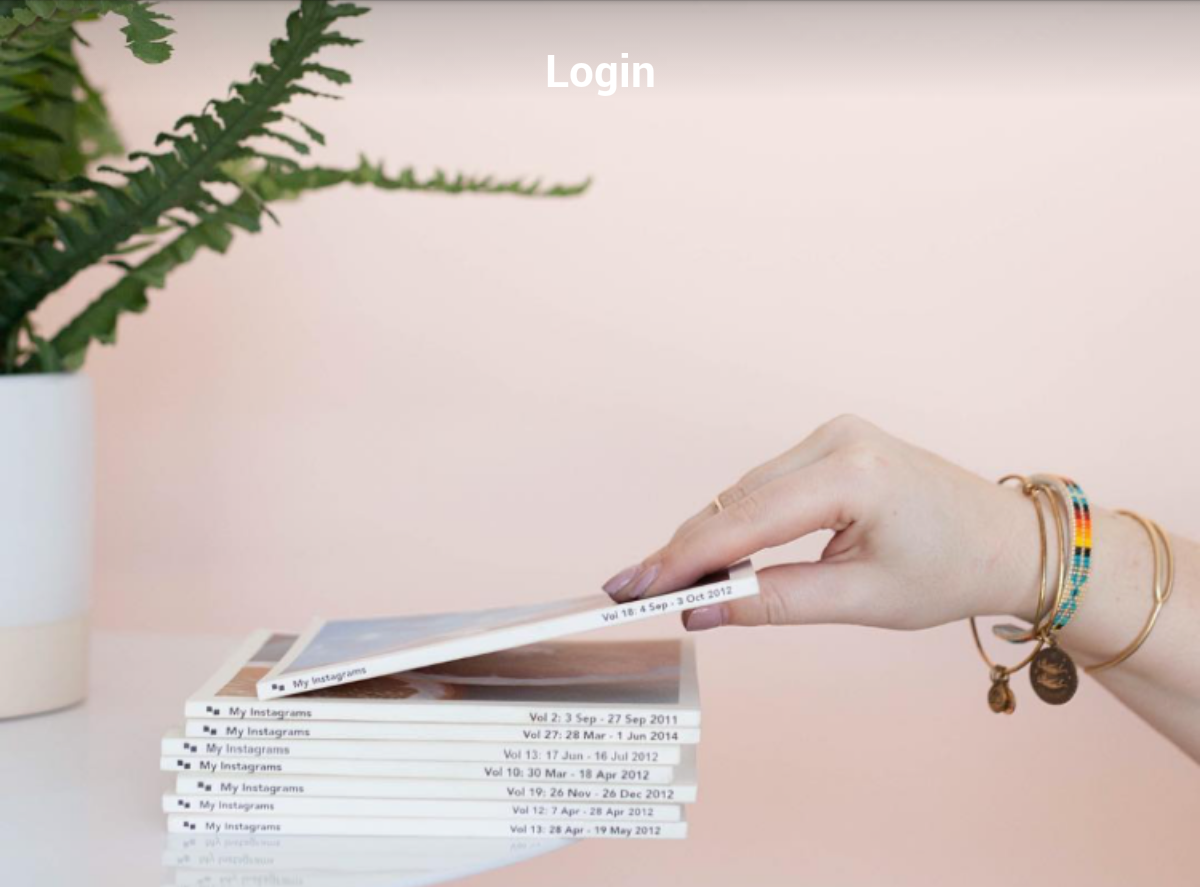 Login
Vol 18: 4 Sep - 3 Oct 2012
My Instagrams
My Instagrams Vol 2: 3 Sep - 27 Sep 2011
My Instagrams Vol 27: 28 Mar - 1 Jun 2014
My Instagrams Vol 13: 17 Jun - 16 Jul 2012
My Instagrams Vol 10: 30 Mar - 18 Apr 2012
My Instagrams Vol 19: 26 Nov - 26 Dec 2012
My Instagrams Vol 12: 7 Apr - 28 Apr 2012
My Instagrams Vol 13: 28 Apr - 19 May 2012